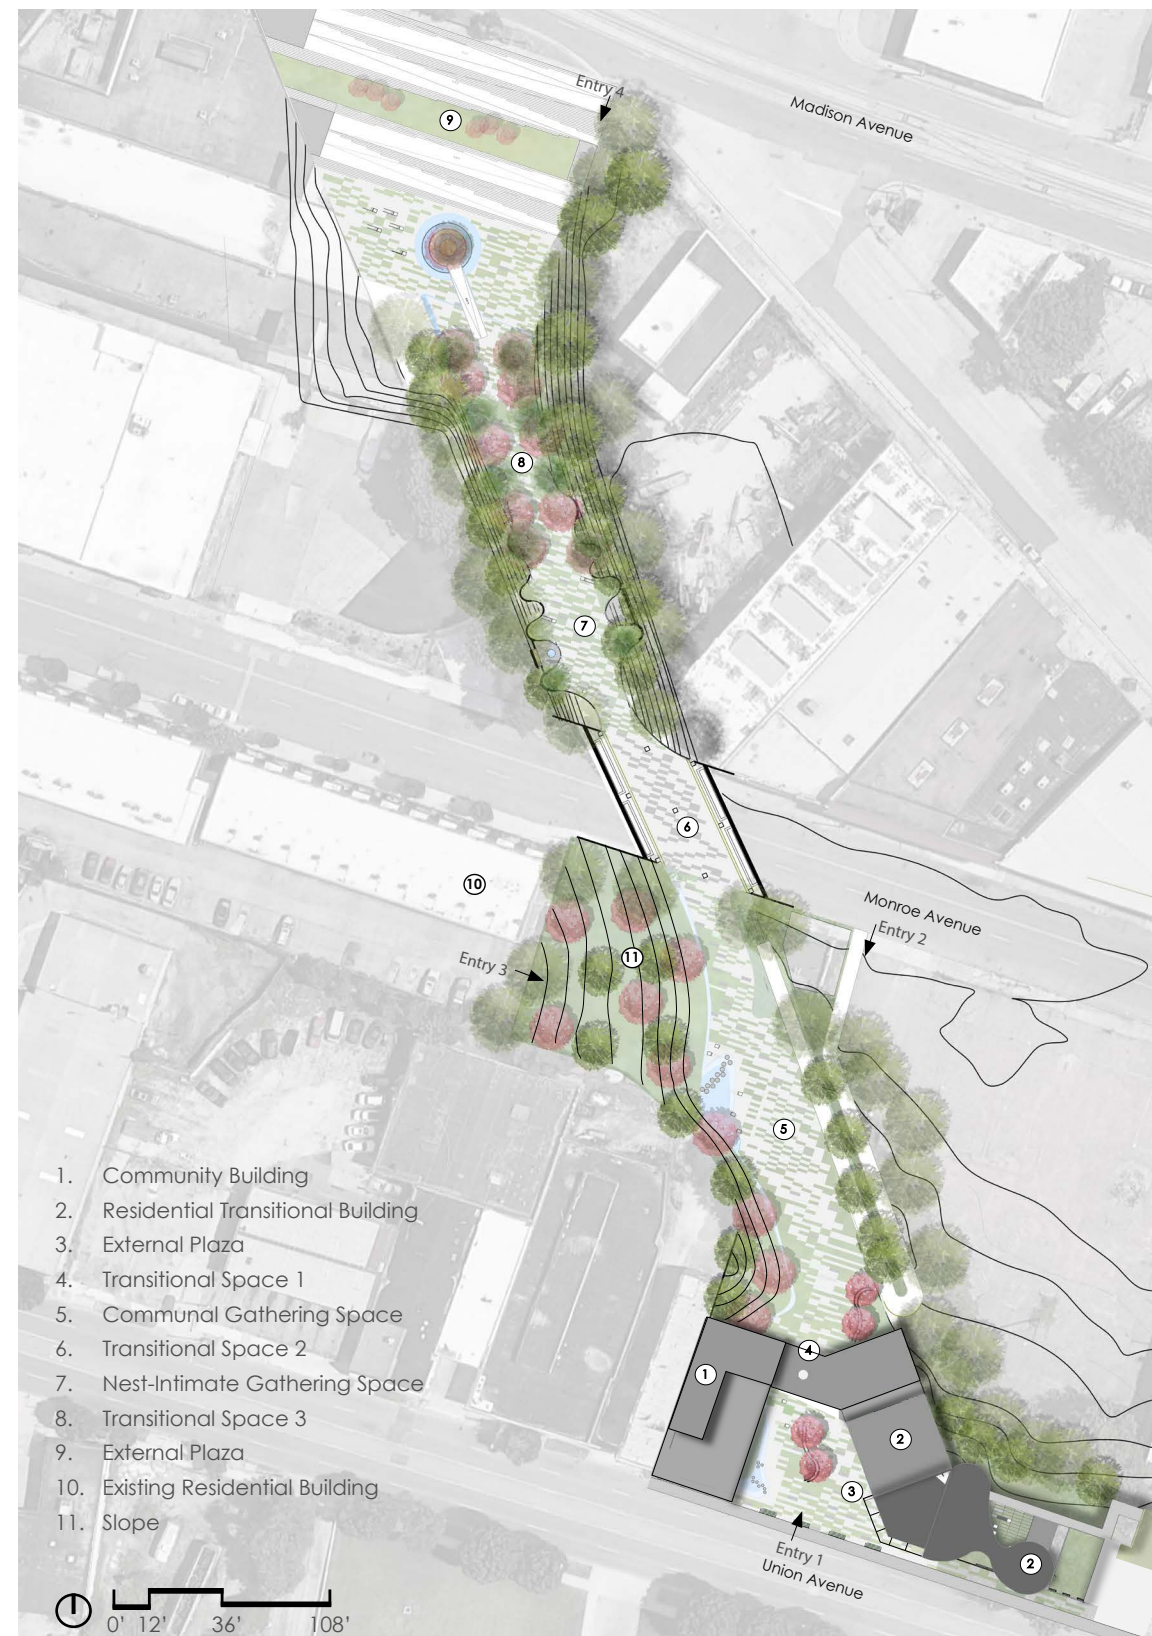 Entry 4
Madison Avenue
9
8
7
6
10
Monroe Avenue
Entry 2
Entry 3
11
5
1. Community Building
2. Residential Transitional Building
3. External Plaza
4. Transitional Space 1
5. Communal Gathering Space
6. Transitional Space 2
7. Nest-Intimate Gathering Space
8. Transitional Space 3
9. External Plaza
10. Existing Residential Building
11. Slope
4
1
2
3
2
Entry 1
Union Avenue
0' 12' 36' 108'